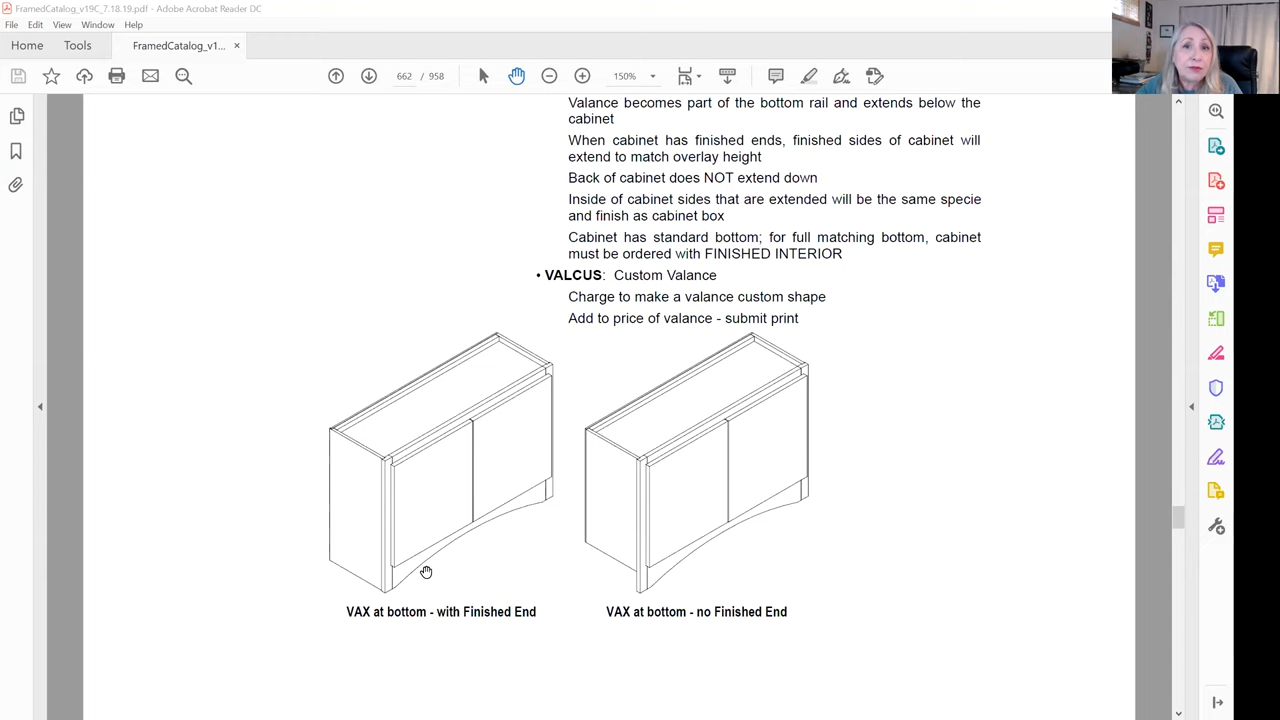 FramedCatalog_v19C_7.18.19.pdf - Adobe Acrobat Reader DC
File Edit View Window Help
Home Tools FramedCatalog_v1... ×
662 / 958 150%
Valance becomes part of the bottom rail and extends below the
cabinet
When cabinet has finished ends, finished sides of cabinet will
extend to match overlay height
Back of cabinet does NOT extend down
Inside of cabinet sides that are extended will be the same specie
and finish as cabinet box
Cabinet has standard bottom; for full matching bottom, cabinet
must be ordered with FINISHED INTERIOR
• VALCUS: Custom Valance
Charge to make a valance custom shape
Add to price of valance - submit print
VAX at bottom - with Finished End
VAX at bottom - no Finished End